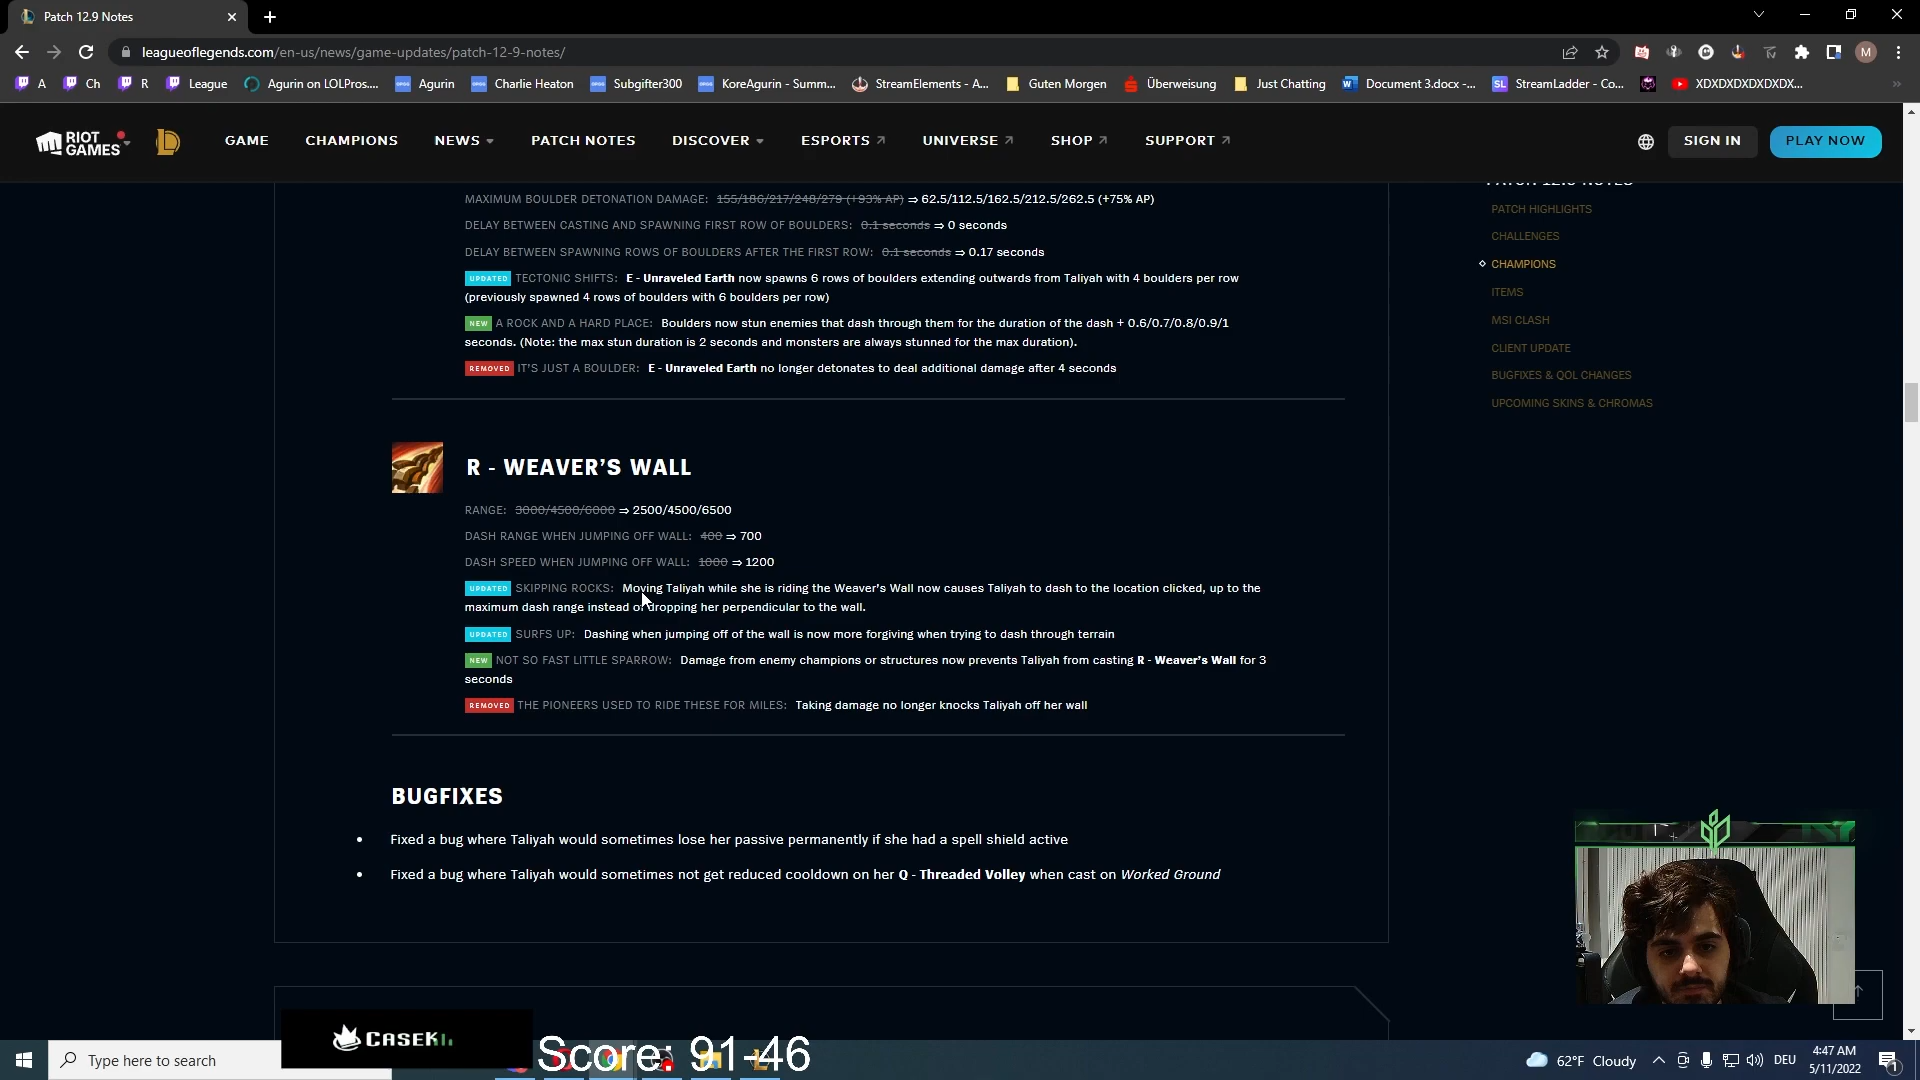 Patch 12.9 Notes
leagueoflegends.com/en-us/news/game-updates/patch-12-9-notes/
M
A Ch R League Agurin on LOLPros.... Agurin Charlie Heaton Subgifter300 KoreAgurin - Summ... StreamElements - A... Guten Morgen Überweisung Just Chatting Document 3.docx -... StreamLadder - Co... XDXDXDXDXDXDX...
RIOT GAMES GAME CHAMPIONS NEWS PATCH NOTES DISCOVER ESPORTS UNIVERSE SHOP SUPPORT SIGN IN PLAY NOW
MAXIMUM BOULDER DETONATION DAMAGE: 155/186/217/248/279 (+93% AP) ⇒ 62.5/112.5/162.5/212.5/262.5 (+75% AP)
DELAY BETWEEN CASTING AND SPAWNING FIRST ROW OF BOULDERS: 0.1 seconds ⇒ 0 seconds
DELAY BETWEEN SPAWNING ROWS OF BOULDERS AFTER THE FIRST ROW: 0.1 seconds ⇒ 0.17 seconds
UPDATED TECTONIC SHIFTS: E - Unraveled Earth now spawns 6 rows of boulders extending outwards from Taliyah with 4 boulders per row
(previously spawned 4 rows of boulders with 6 boulders per row)
NEW A ROCK AND A HARD PLACE: Boulders now stun enemies that dash through them for the duration of the dash + 0.6/0.7/0.8/0.9/1
seconds. (Note: the max stun duration is 2 seconds and monsters are always stunned for the max duration).
REMOVED IT'S JUST A BOULDER: E - Unraveled Earth no longer detonates to deal additional damage after 4 seconds
R - WEAVER'S WALL
RANGE: 3000/4500/6000 ⇒ 2500/4500/6500
DASH RANGE WHEN JUMPING OFF WALL: 400 ⇒ 700
DASH SPEED WHEN JUMPING OFF WALL: 1000 ⇒ 1200
UPDATED SKIPPING ROCKS: Moving Taliyah while she is riding the Weaver's Wall now causes Taliyah to dash to the location clicked, up to the
maximum dash range instead of dropping her perpendicular to the wall.
UPDATED SURFS UP: Dashing when jumping off of the wall is now more forgiving when trying to dash through terrain
NEW NOT SO FAST LITTLE SPARROW: Damage from enemy champions or structures now prevents Taliyah from casting R - Weaver's Wall for 3
seconds
REMOVED THE PIONEERS USED TO RIDE THESE FOR MILES: Taking damage no longer knocks Taliyah off her wall
BUGFIXES
• Fixed a bug where Taliyah would sometimes lose her passive permanently if she had a spell shield active
• Fixed a bug where Taliyah would sometimes not get reduced cooldown on her Q - Threaded Volley when cast on Worked Ground
PATCH 12.9 NOTES
PATCH HIGHLIGHTS
CHALLENGES
CHAMPIONS
ITEMS
MSI CLASH
CLIENT UPDATE
BUGFIXES & QOL CHANGES
UPCOMING SKINS & CHROMAS
Score: 91-46
Type here to search
62°F Cloudy
DEU
4:47 AM
5/11/2022
1